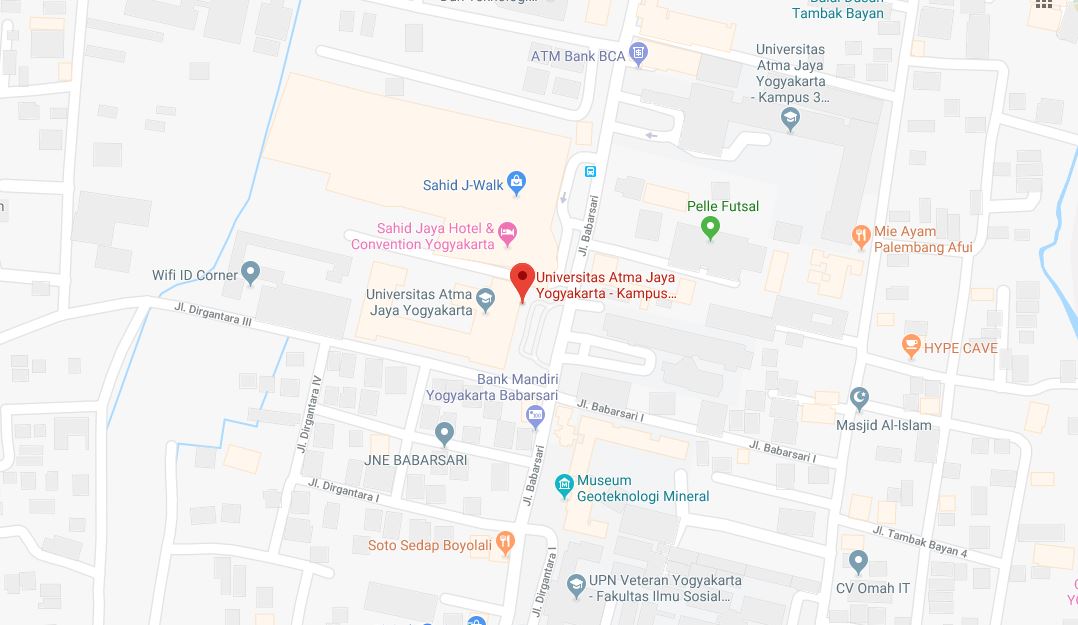 Tambak Bayan
ATM Bank BCA
Universitas
Atma Jaya
Yogyakarta
- Kampus 3...
Sahid J-Walk
Jl. Babarsari
Pelle Futsal
Sahid Jaya Hotel &
Convention Yogyakarta
Mie Ayam
Palembang Afui
Wifi ID Corner
Universitas Atma Jaya
Yogyakarta - Kampus...
Universitas Atma
Jaya Yogyakarta
Jl. Dirgantara III
HYPE CAVE
Bank Mandiri
Yogyakarta Babarsari
Jl. Dirgantara IV
Jl. Babarsari I
Masjid Al-Islam
JNE BABARSARI
Jl. Babarsari
Jl. Babarsari I
Museum
Geoteknologi Mineral
Jl. Dirgantara I
Soto Sedap Boyolali
Jl. Tambak Bayan 4
Jl. Dirgantara I
UPN Veteran Yogyakarta
- Fakultas Ilmu Sosial...
CV Omah IT